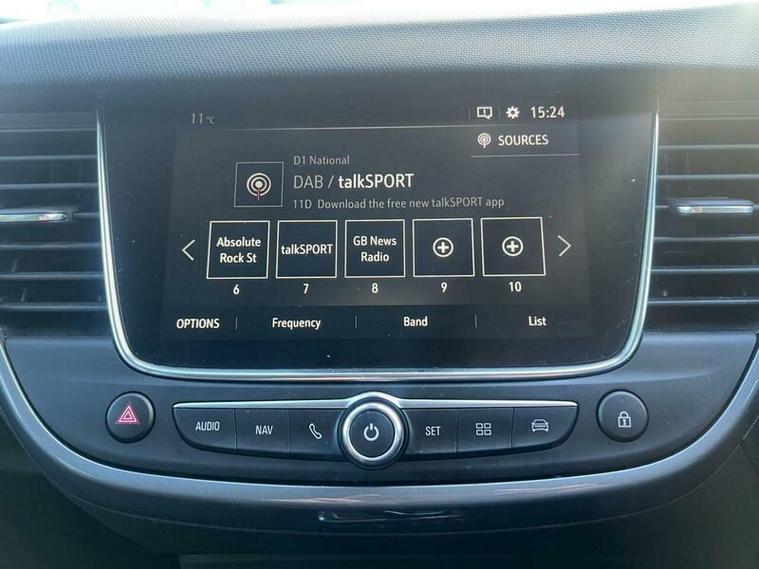 11°C
15:24
SOURCES
D1 National
DAB / talkSPORT
11D Download the free new talkSPORT app
Absolute
Rock St
talkSPORT
GB News
Radio
6 7 8 9 10
OPTIONS Frequency Band List
AUDIO NAV SET